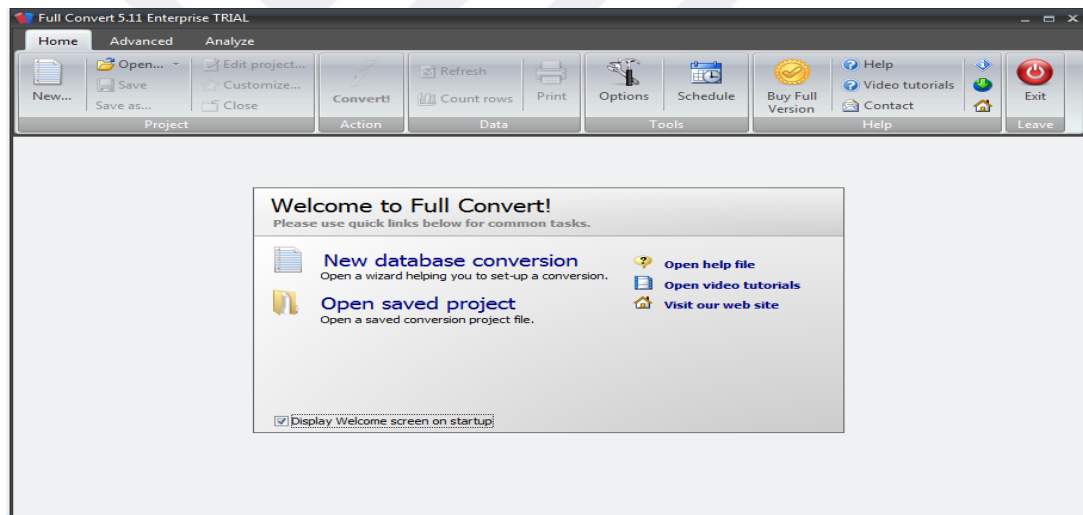 Full Convert 5.11 Enterprise TRIAL
Home Advanced Analyze
New...
Open...
Save
Save as...
Edit project...
Customize...
Close
Project
Convert!
Action
Refresh
Count rows
Print
Data
Options
Schedule
Tools
Buy Full
Version
Help
Video tutorials
Contact
Help
Exit
Leave
Welcome to Full Convert!
Please use quick links below for common tasks.
New database conversion
Open a wizard helping you to set-up a conversion.
Open saved project
Open a saved conversion project file.
Open help file
Open video tutorials
Visit our web site
Display Welcome screen on startup